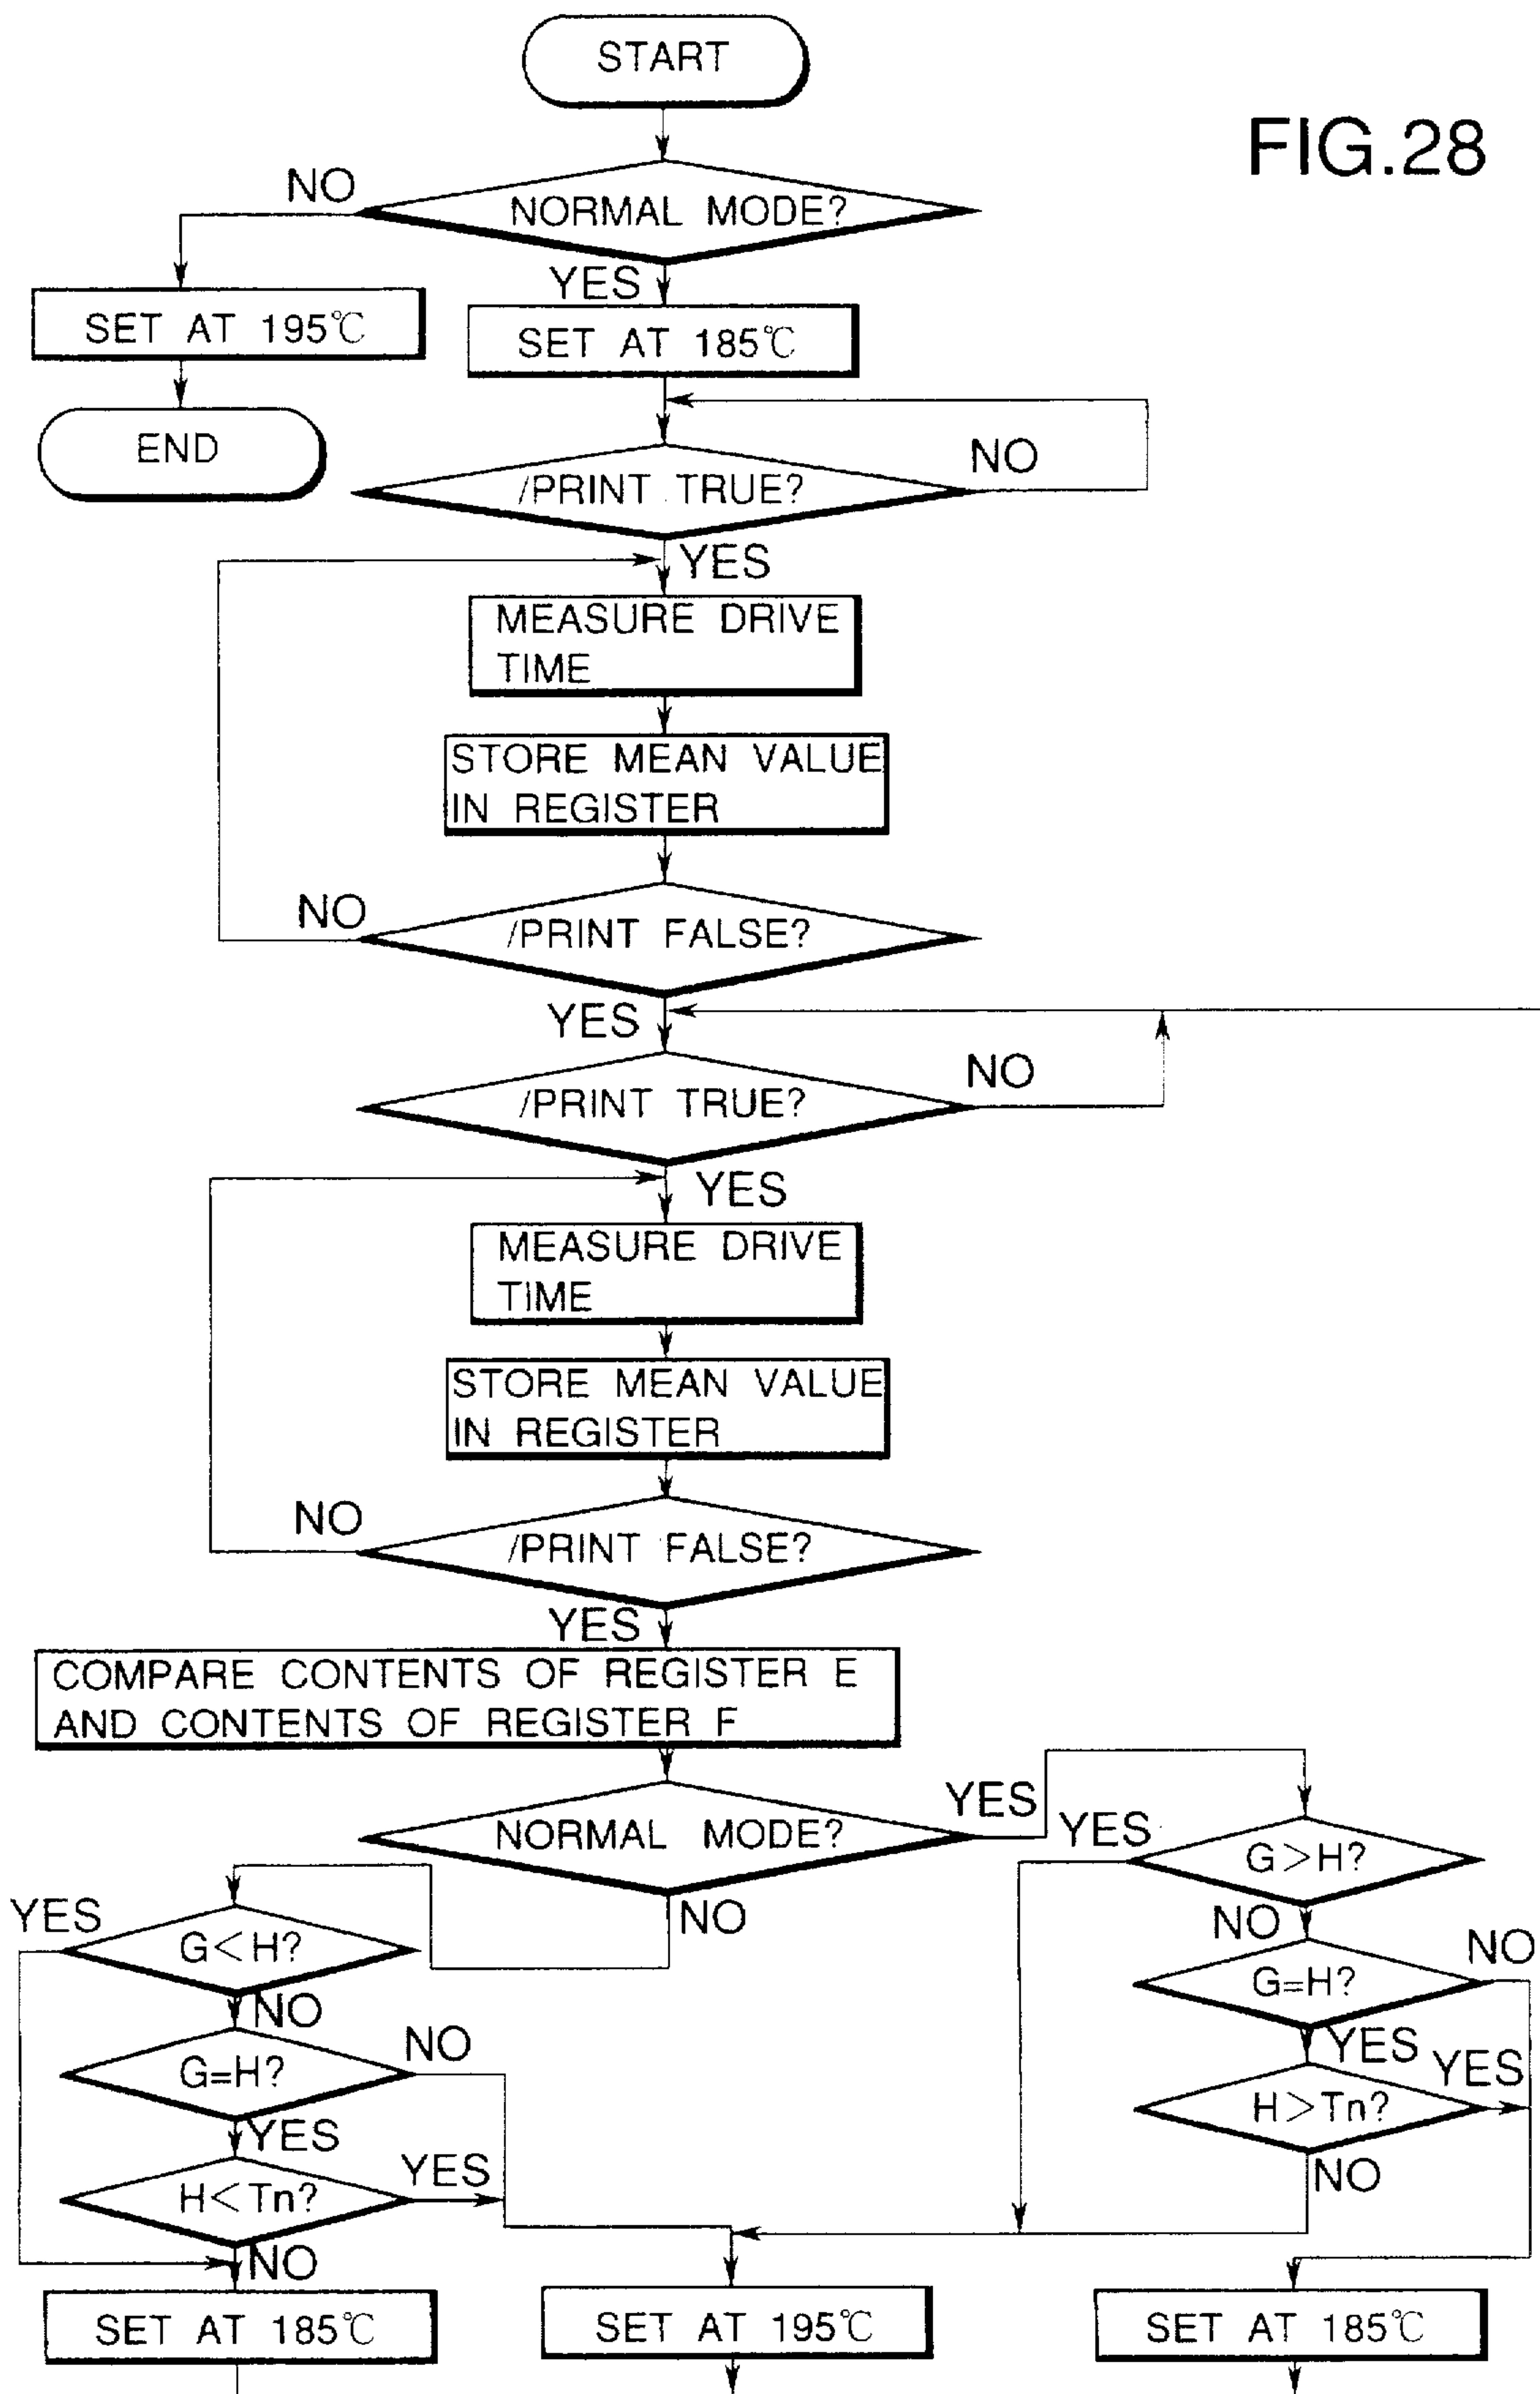 START
FIG.28
NO
NORMAL MODE?
YES
SET AT 195℃
SET AT 185℃
END
NO
/PRINT TRUE?
YES
MEASURE DRIVE
TIME
STORE MEAN VALUE
IN REGISTER
NO
/PRINT FALSE?
YES
NO
/PRINT TRUE?
YES
MEASURE DRIVE
TIME
STORE MEAN VALUE
IN REGISTER
NO
/PRINT FALSE?
YES
COMPARE CONTENTS OF REGISTER E
AND CONTENTS OF REGISTER F
YES
NORMAL MODE?
YES
G>H?
NO
YES
G<H?
NO
NO
G=H?
NO
NO
G=H?
YES
YES
YES
H>Tn?
YES
H<Tn?
NO
NO
SET AT 185℃
SET AT 195℃
SET AT 185℃